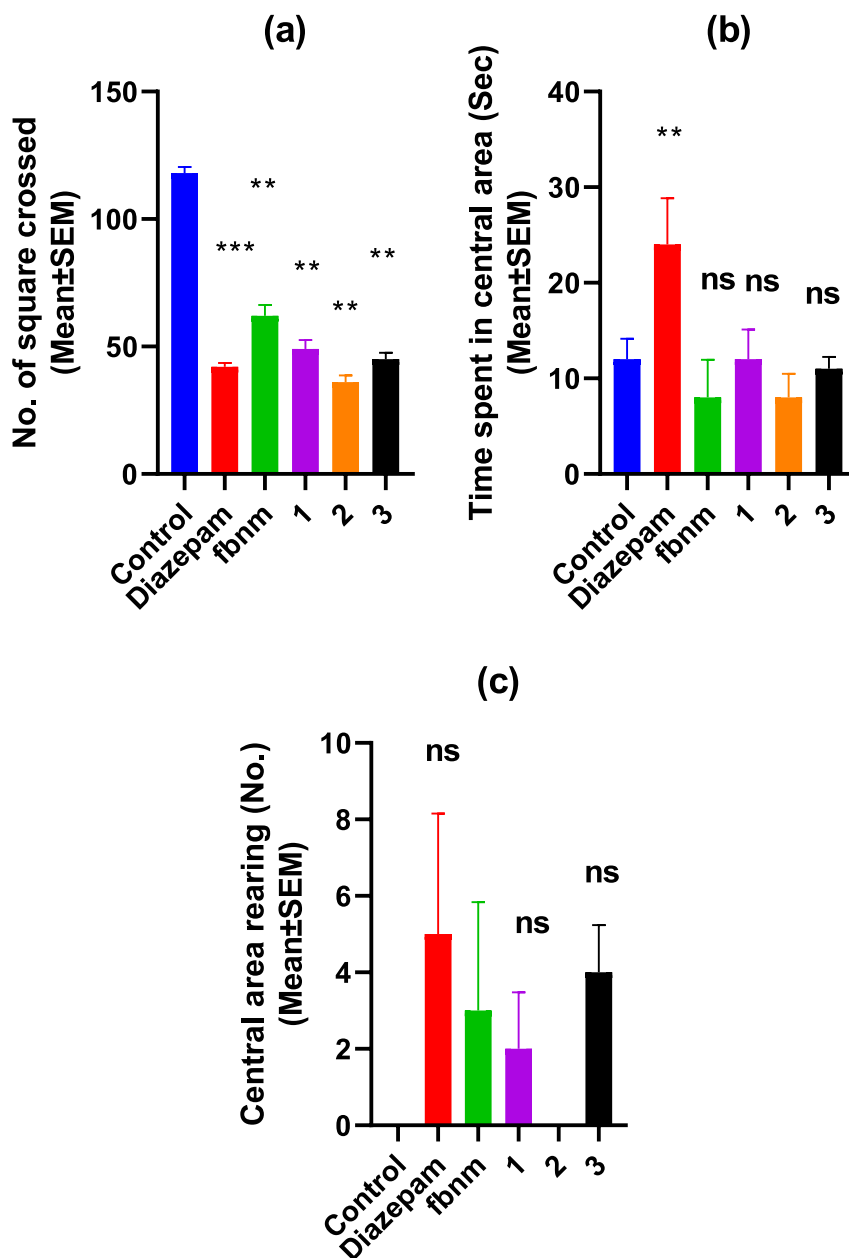 (a)
No. of square crossed
(Mean±SEM)
150
100
50
0
**
***
**
**
**
Control
Diazepam
fbnm
1
2
3
(b)
Time spent in central area (Sec)
(Mean±SEM)
40
30
20
10
0
**
ns
ns
ns
Control
Diazepam
fbnm
1
2
3
(c)
Central area rearing (No.)
(Mean±SEM)
10
8
6
4
2
0
ns
ns
ns
Control
Diazepam
fbnm
1
2
3